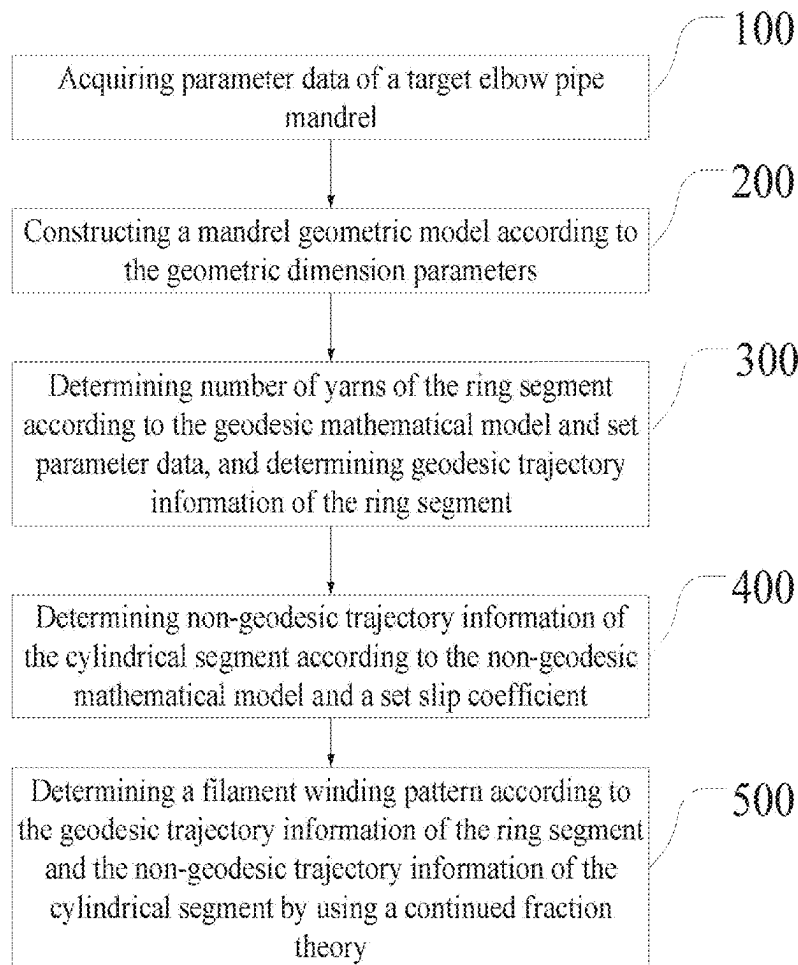 100
Acquiring parameter data of a target elbow pipe
mandrel
200
Constructing a mandrel geometric model according to
the geometric dimension parameters
300
Determining number of yarns of the ring segment
according to the geodesic mathematical model and set
parameter data, and determining geodesic trajectory
information of the ring segment
400
Determining non-geodesic trajectory information of
the cylindrical segment according to the non-geodesic
mathematical model and a set slip coefficient
500
Determining a filament winding pattern according to
the geodesic trajectory information of the ring segment
and the non-geodesic trajectory information of the
cylindrical segment by using a continued fraction
theory